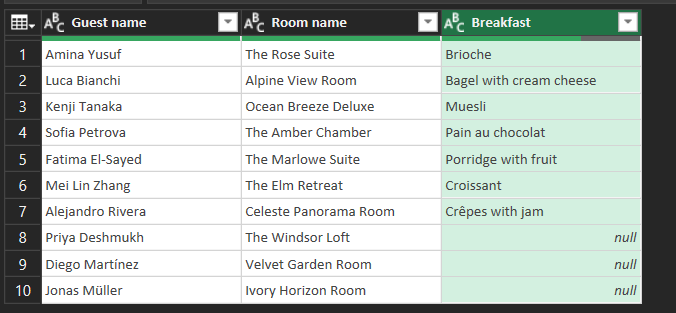 ABC Guest name ABC Room name ABC Breakfast
1 Amina Yusuf The Rose Suite Brioche
2 Luca Bianchi Alpine View Room Bagel with cream cheese
3 Kenji Tanaka Ocean Breeze Deluxe Muesli
4 Sofia Petrova The Amber Chamber Pain au chocolat
5 Fatima El-Sayed The Marlowe Suite Porridge with fruit
6 Mei Lin Zhang The Elm Retreat Croissant
7 Alejandro Rivera Celeste Panorama Room Crêpes with jam
8 Priya Deshmukh The Windsor Loft null
9 Diego Martínez Velvet Garden Room null
10 Jonas Müller Ivory Horizon Room null